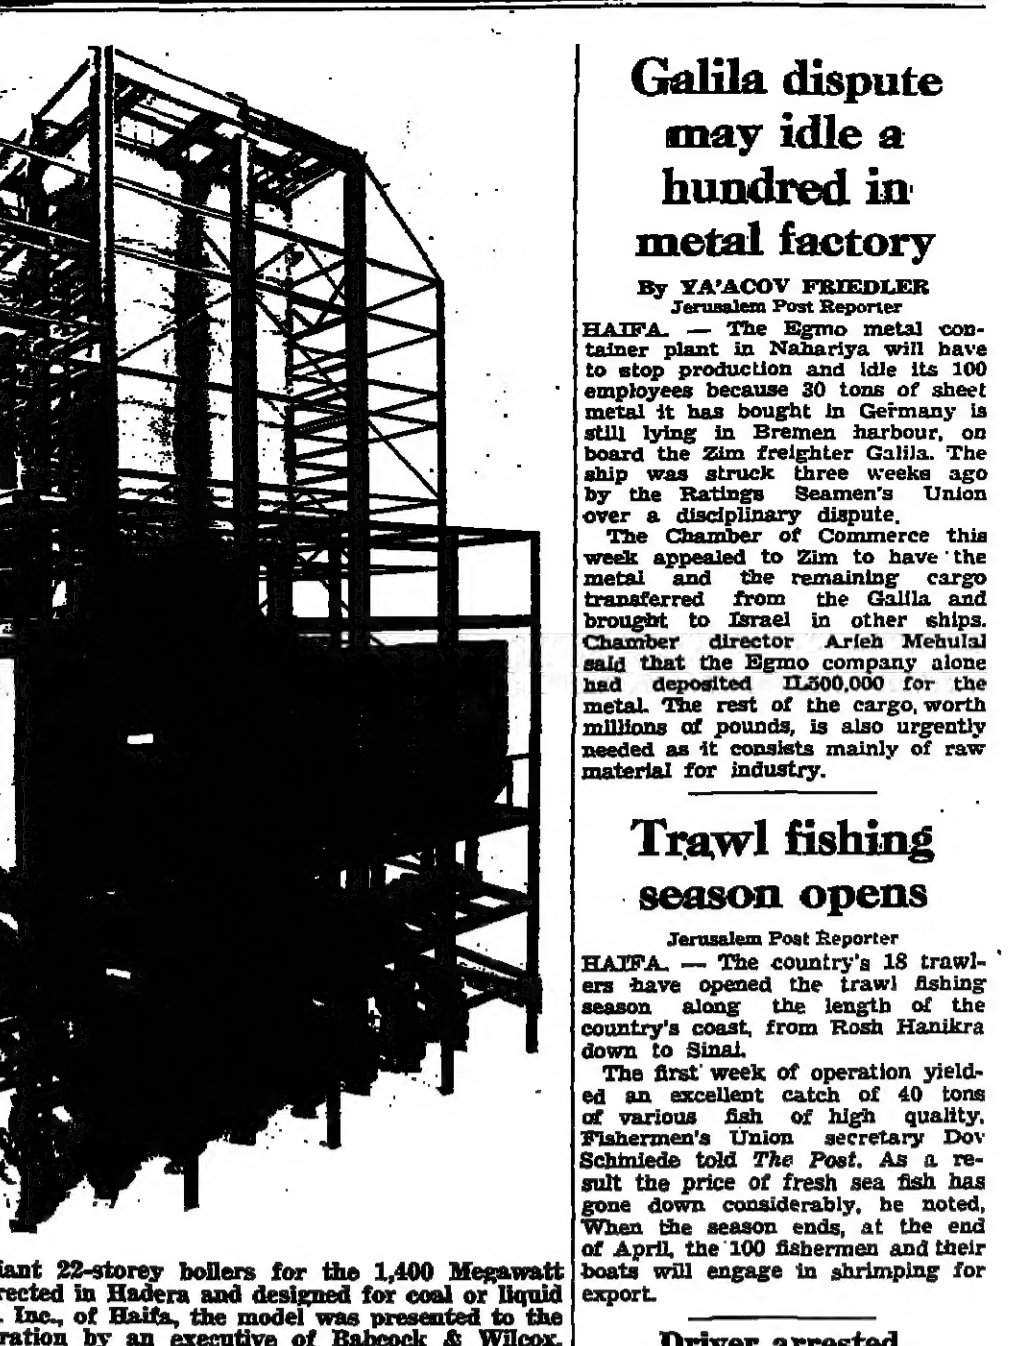 Galila dispute
may idle a
hundred in
metal factory
By YA'ACOV FRIEDLER
Jerusalem Post Reporter
HAIFA. — The Egmo metal con-
tainer plant in Nahariya will have
to stop production and idle its 100
employees because 30 tons of sheet
metal it has bought in Germany is
still lying in Bremen harbour, on
board the Zim freighter Galila. The
ship was struck three weeks ago
by the Ratings Seamen's Union
over a disciplinary dispute.
The Chamber of Commerce this
week appealed to Zim to have the
metal and the remaining cargo
transferred from the Galila and
brought to Israel in other ships.
Chamber director Arieh Mehulal
said that the Egmo company alone
had deposited IL500,000 for the
metal. The rest of the cargo, worth
millions of pounds, is also urgently
needed as it consists mainly of raw
material for industry.
Trawl fishing
season opens
Jerusalem Post Reporter
HAIFA. — The country's 18 trawl-
ers have opened the trawl fishing
season along the length of the
country's coast, from Rosh Hanikra
down to Sinai.
The first week of operation yield-
ed an excellent catch of 40 tons
of various fish of high quality,
Fishermen's Union secretary Dov
Schmiede told The Post. As a re-
sult the price of fresh sea fish has
gone down considerably, he noted.
When the season ends, at the end
of April, the 100 fishermen and their
boats will engage in shrimping for
export.
Driver arrested
iant 22-storey boilers for the 1,400 Megawatt
rected in Hadera and designed for coal or liquid
. Inc., of Haifa, the model was presented to the
ration by an executive of Babcock & Wilcox.